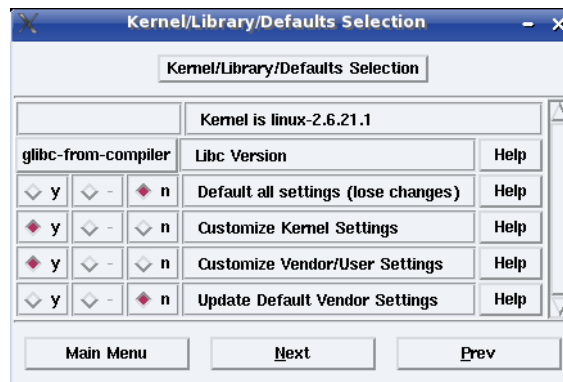 Kernel/Library/Defaults Selection
Kernel/Library/Defaults Selection
Kernel is linux-2.6.21.1
glibc-from-compiler Libc Version Help
y - n Default all settings (lose changes) Help
y - n Customize Kernel Settings Help
y - n Customize Vendor/User Settings Help
y - n Update Default Vendor Settings Help
Main Menu Next Prev